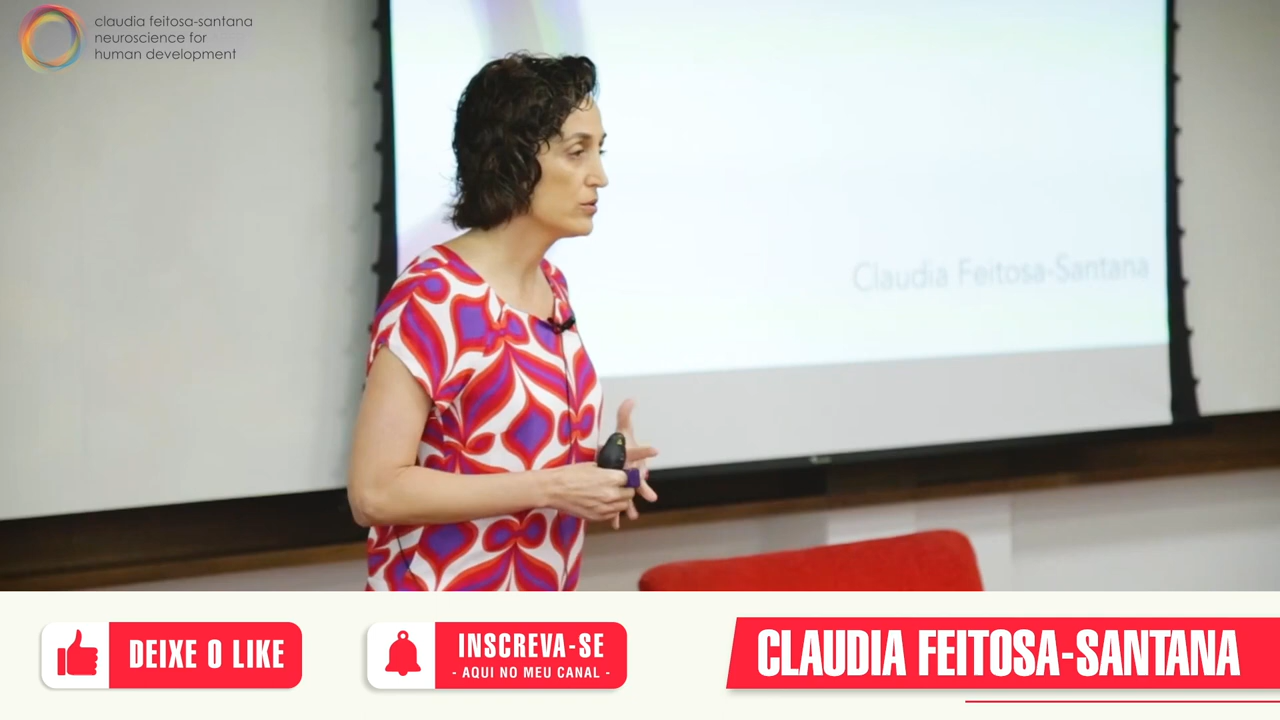 claudia feitosa-santana
neuroscience for
human development
Claudia Feitosa-Santana
DEIXE O LIKE
INSCREVA-SE
- AQUI NO MEU CANAL -
CLAUDIA FEITOSA-SANTANA